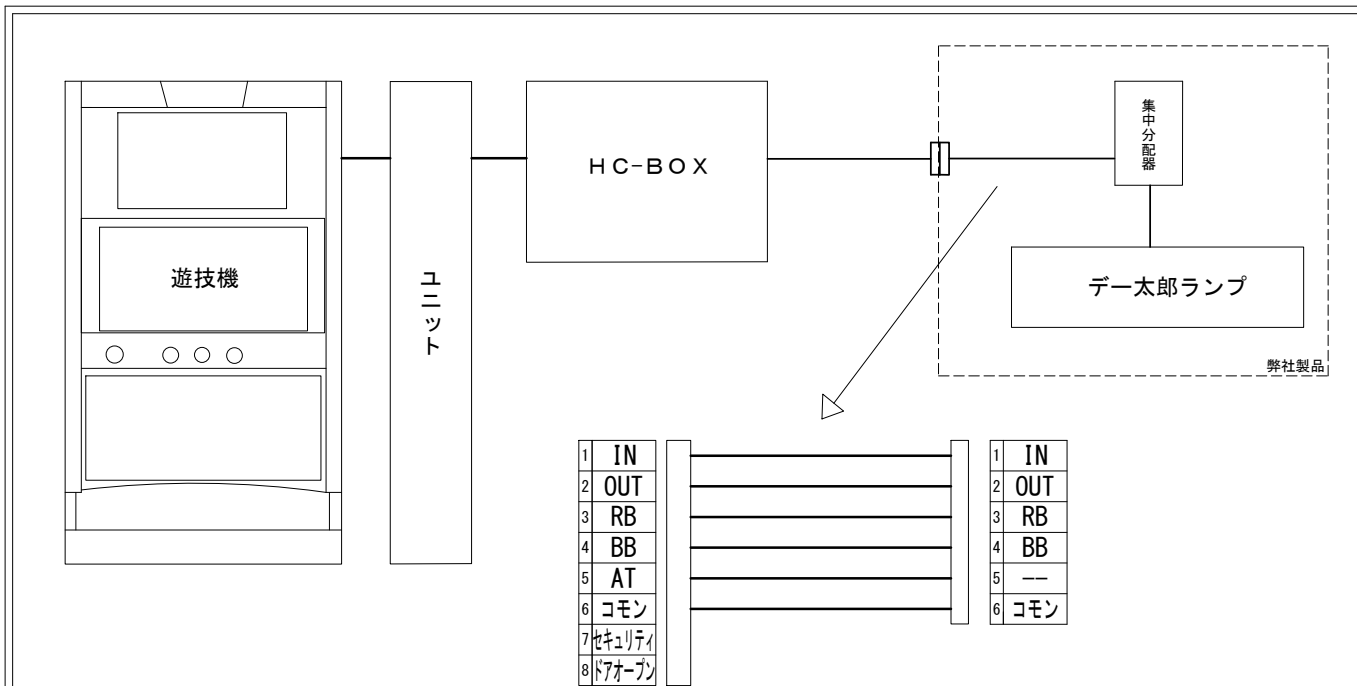 遊技機
ユニット
HC-BOX
集中分配器
デー太郎ランプ
弊社製品
1 IN
2 OUT
3 RB
4 BB
5 AT
6 コモン
7 セキュリティ
8 ドアオープン
1 IN
2 OUT
3 RB
4 BB
5 --
6 コモン